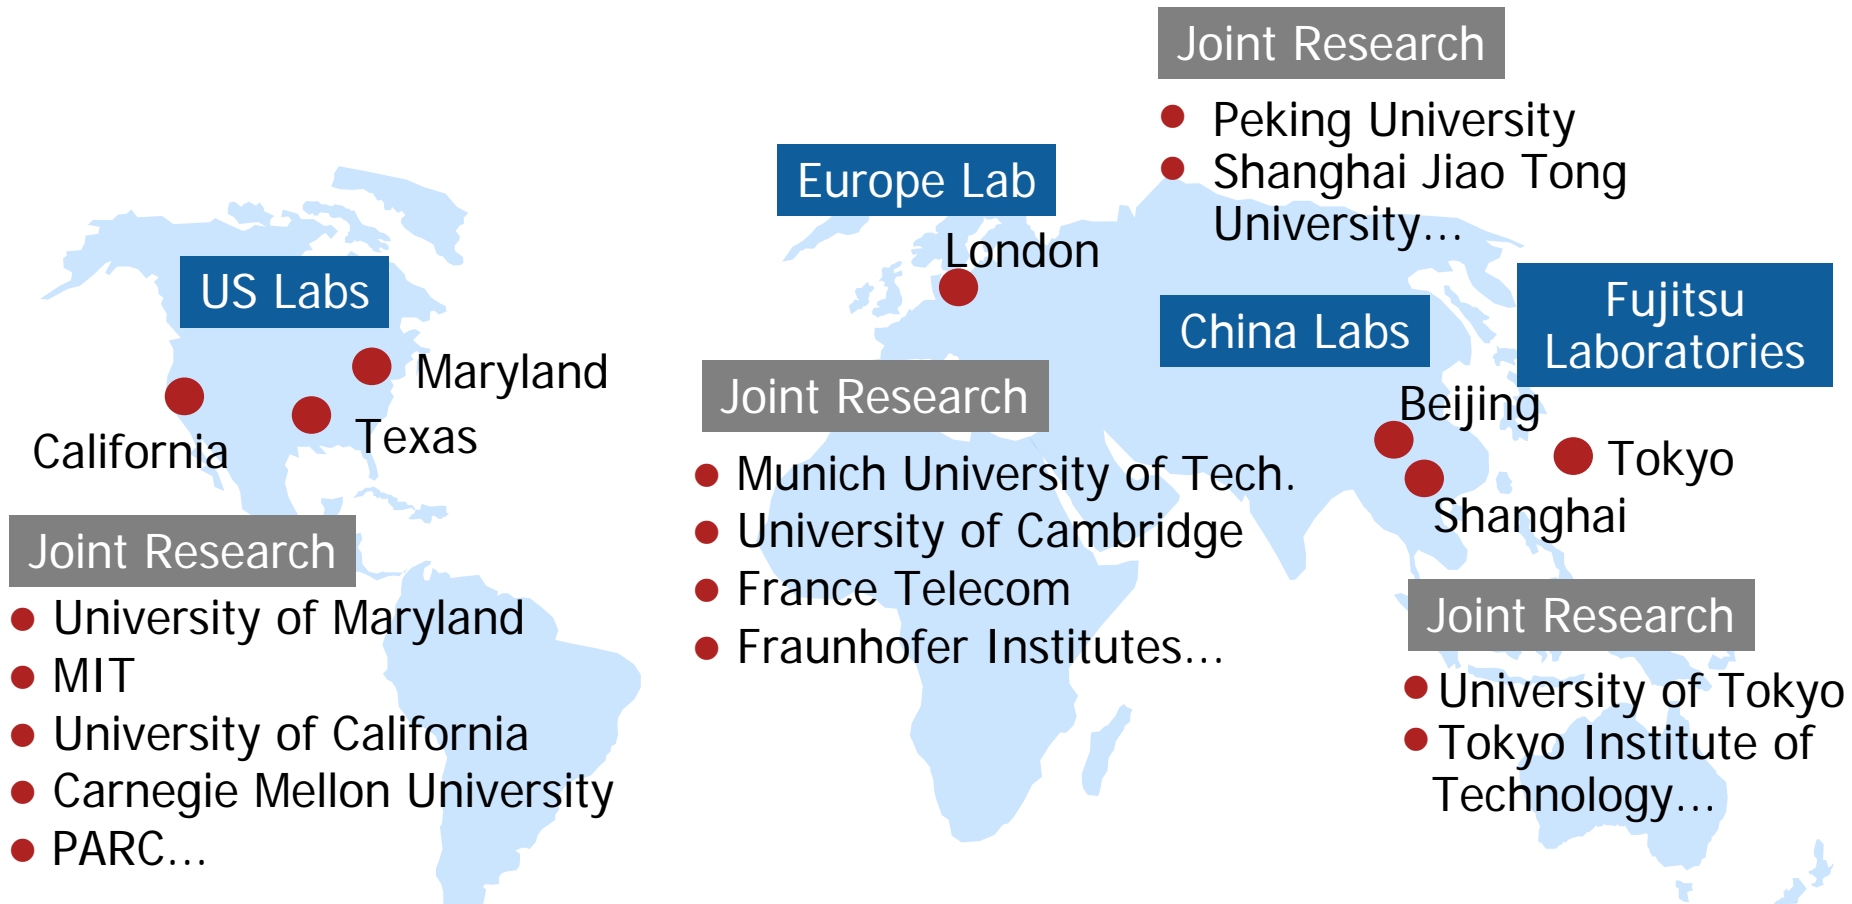 US Labs
Maryland
Texas
California
Joint Research
University of Maryland
MIT
University of California
Carnegie Mellon University
PARC...
Europe Lab
London
Joint Research
Munich University of Tech.
University of Cambridge
France Telecom
Fraunhofer Institutes...
Joint Research
Peking University
Shanghai Jiao Tong
University...
China Labs
Beijing
Shanghai
Fujitsu
Laboratories
Tokyo
Joint Research
University of Tokyo
Tokyo Institute of
Technology...